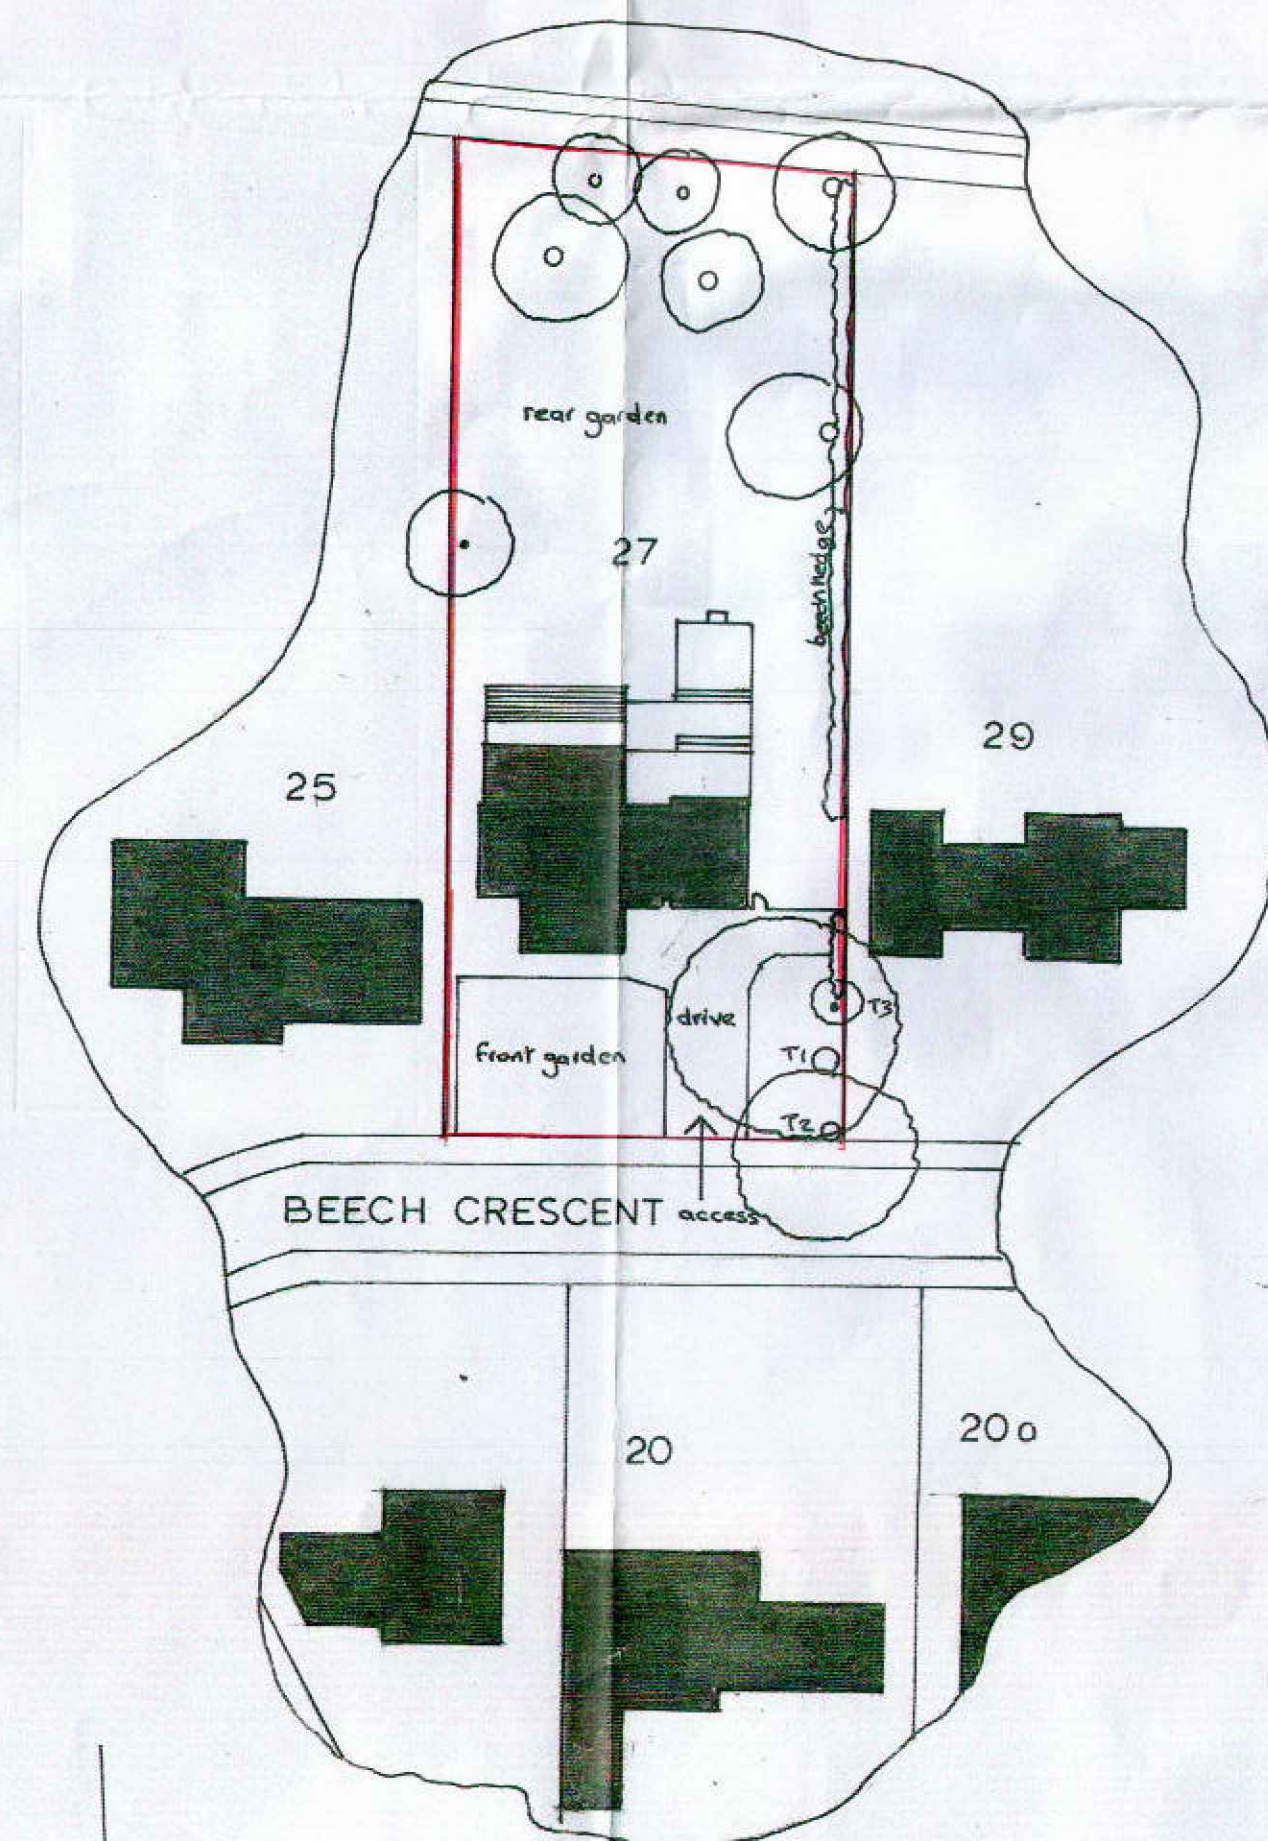 rear garden
27
beech hedge
29
25
drive
T3
front garden
T1
T2
BEECH CRESCENT
access
20
20a